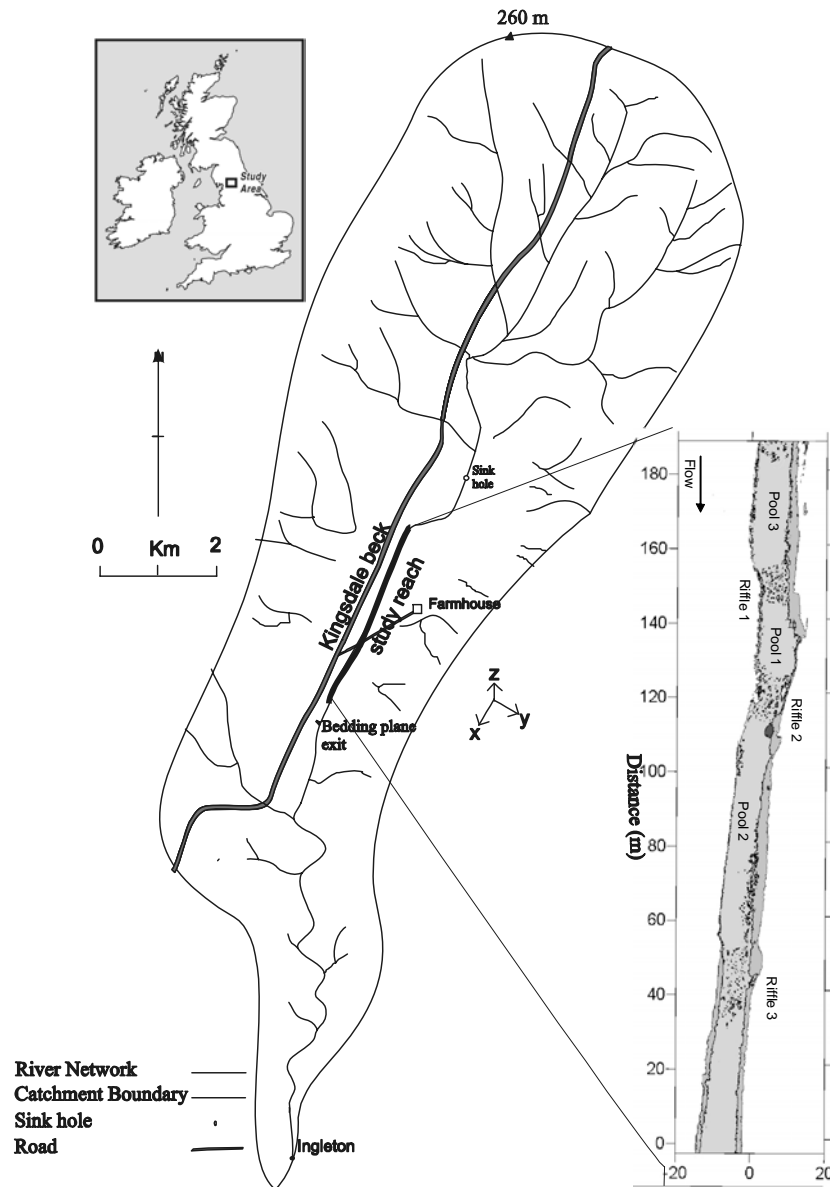 260 m
Study
Area
N
0 Km 2
Sink
hole
Kingsdale beck
study reach
Farmhouse
z
y
x
Bedding plane
exit
River Network
Catchment Boundary
Sink hole
Road
Ingleton
Flow
Distance (m)
180
160
140
120
100
80
60
40
20
0
-20 0 20
Pool 3
Riffle 1
Pool 1
Riffle 2
Pool 2
Riffle 3